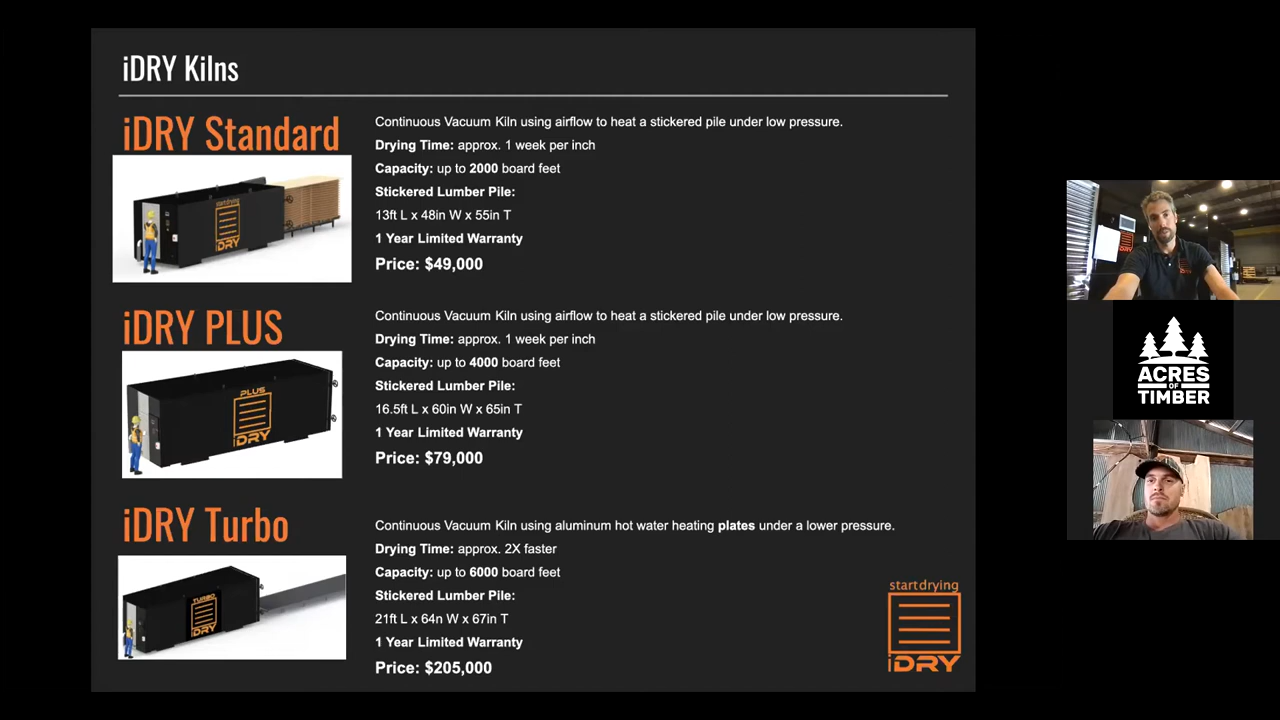 iDRY Kilns
iDRY Standard
Continuous Vacuum Kiln using airflow to heat a stickered pile under low pressure.
Drying Time: approx. 1 week per inch
Capacity: up to 2000 board feet
Stickered Lumber Pile:
13ft L x 48in W x 55in T
1 Year Limited Warranty
Price: $49,000
startdrying
iDRY
iDRY PLUS
Continuous Vacuum Kiln using airflow to heat a stickered pile under low pressure.
Drying Time: approx. 1 week per inch
Capacity: up to 4000 board feet
Stickered Lumber Pile:
16.5ft L x 60in W x 65in T
1 Year Limited Warranty
Price: $79,000
PLUS
iDRY
iDRY Turbo
Continuous Vacuum Kiln using aluminum hot water heating plates under a lower pressure.
Drying Time: approx. 2X faster
Capacity: up to 6000 board feet
Stickered Lumber Pile:
21ft L x 64n W x 67in T
1 Year Limited Warranty
Price: $205,000
TURBO
iDRY
startdrying
iDRY
ACRES
OF
TIMBER